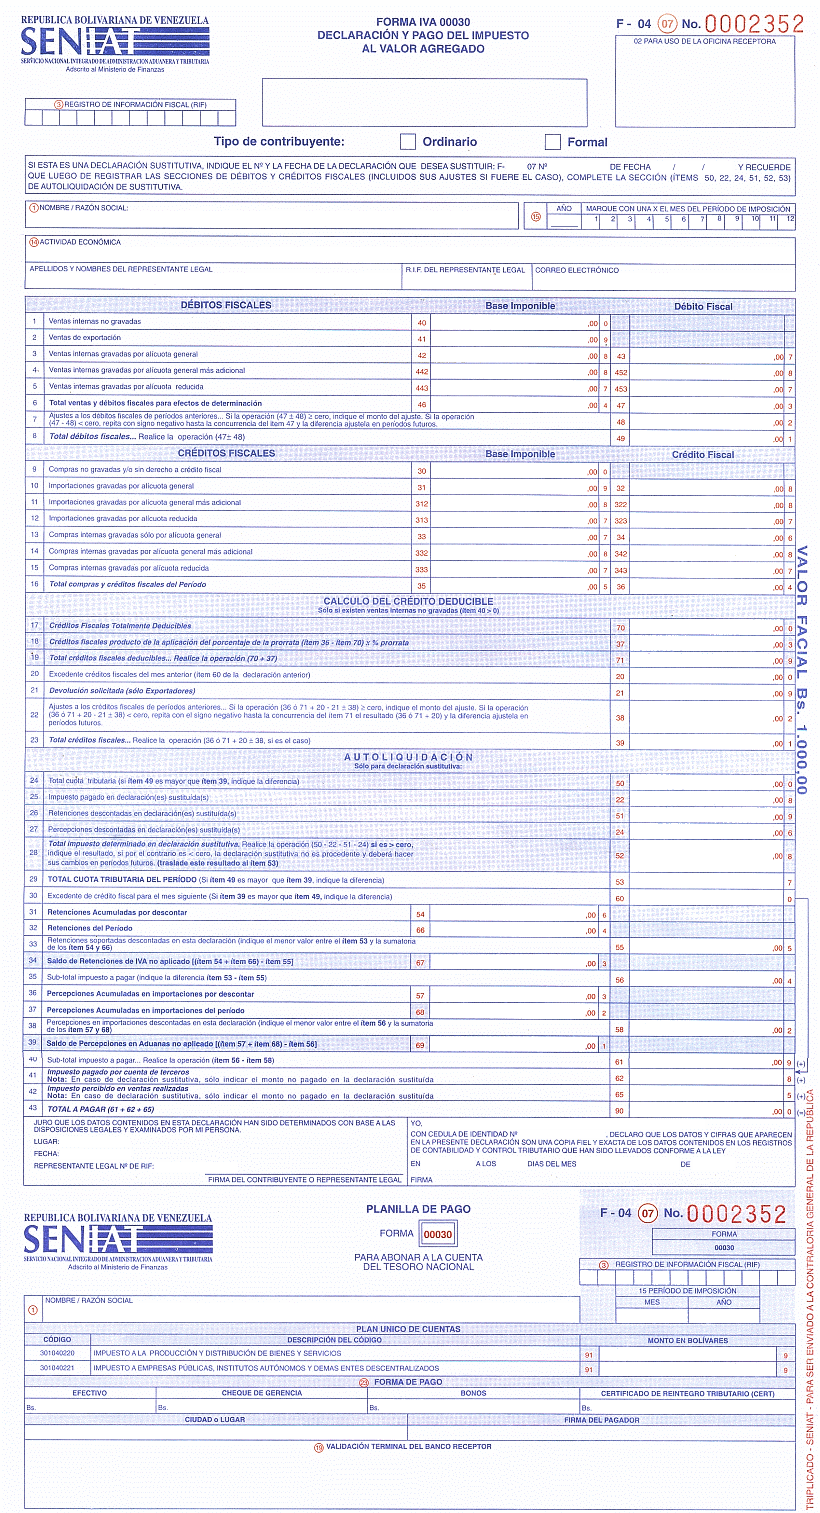 REPUBLICA BOLIVARIANA DE VENEZUELA
SENIAT
SERVICIO NACIONAL INTEGRADO DE ADMINISTRACION ADUANERA Y TRIBUTARIA
Adscrito al Ministerio de Finanzas
FORMA IVA 00030
DECLARACIÓN Y PAGO DEL IMPUESTO
AL VALOR AGREGADO
F - 04 07 No. 0002352
02 PARA USO DE LA OFICINA RECEPTORA
3 REGISTRO DE INFORMACIÓN FISCAL (RIF)
Tipo de contribuyente: Ordinario Formal
SI ESTA ES UNA DECLARACIÓN SUSTITUTIVA, INDIQUE EL Nº Y LA FECHA DE LA DECLARACIÓN QUE DESEA SUSTITUIR: F- 07 Nº DE FECHA / / Y RECUERDE
QUE LUEGO DE REGISTRAR LAS SECCIONES DE DÉBITOS Y CRÉDITOS FISCALES (INCLUIDOS SUS AJUSTES SI FUERE EL CASO), COMPLETE LA SECCIÓN (ÍTEMS 50, 22, 24, 51, 52, 53)
DE AUTOLIQUIDACIÓN DE SUSTITUTIVA.
1 NOMBRE / RAZÓN SOCIAL:
15 AÑO MARQUE CON UNA X EL MES DEL PERÍODO DE IMPOSICIÓN
1 2 3 4 5 6 7 8 9 10 11 12
14 ACTIVIDAD ECONÓMICA
APELLIDOS Y NOMBRES DEL REPRESENTANTE LEGAL R.I.F. DEL REPRESENTANTE LEGAL CORREO ELECTRÓNICO
DÉBITOS FISCALES Base Imponible Débito Fiscal
1 Ventas internas no gravadas 40 ,00 0
2 Ventas de exportación 41 ,00 9
3 Ventas internas gravadas por alícuota general 42 ,00 8 43 ,00 7
4 Ventas internas gravadas por alícuota general más adicional 442 ,00 8 452 ,00 8
5 Ventas internas gravadas por alícuota reducida 443 ,00 7 453 ,00 7
6 Total ventas y débitos fiscales para efectos de determinación 46 ,00 4 47 ,00 3
7 Ajustes a los débitos fiscales de períodos anteriores... Si la operación (47 ± 48) ≥ cero, indique el monto del ajuste. Si la operación
(47 - 48) < cero, repita con signo negativo hasta la concurrencia del item 47 y la diferencia ajustela en períodos futuros. 48 ,00 2
8 Total débitos fiscales... Realice la operación (47± 48) 49 ,00 1
CRÉDITOS FISCALES Base Imponible Crédito Fiscal
9 Compras no gravadas y/o sin derecho a crédito fiscal 30 ,00 0
10 Importaciones gravadas por alícuota general 31 ,00 9 32 ,00 8
11 Importaciones gravadas por alícuota general más adicional 312 ,00 8 322 ,00 8
12 Importaciones gravadas por alícuota reducida 313 ,00 7 323 ,00 7
13 Compras internas gravadas sólo por alícuota general 33 ,00 7 34 ,00 6
14 Compras internas gravadas por alícuota general más adicional 332 ,00 8 342 ,00 8
15 Compras internas gravadas por alícuota reducida 333 ,00 7 343 ,00 7
16 Total compras y créditos fiscales del Período 35 ,00 5 36 ,00 4
CALCULO DEL CRÉDITO DEDUCIBLE
Sólo si existen ventas internas no gravadas (ítem 40 > 0)
17 Créditos Fiscales Totalmente Deducibles 70 ,00 0
18 Créditos fiscales producto de la aplicación del porcentaje de la prorrata (ítem 36 - ítem 70) x % prorrata 37 ,00 3
19 Total créditos fiscales deducibles... Realice la operación (70 + 37) 71 ,00 9
20 Excedente créditos fiscales del mes anterior (ítem 60 de la declaración anterior) 20 ,00 0
21 Devolución solicitada (sólo Exportadores) 21 ,00 9
22 Ajustes a los créditos fiscales de períodos anteriores... Si la operación (36 ó 71 + 20 - 21 ± 38) ≥ cero, indique el monto del ajuste. Si la operación
(36 ó 71 + 20 - 21 ± 38) < cero, repita con el signo negativo hasta la concurrencia del item 71 el resultado (36 ó 71 + 20) y la diferencia ajustela en
períodos futuros. 38 ,00 2
23 Total créditos fiscales... Realice la operación (36 ó 71 + 20 ± 38, si es el caso) 39 ,00 1
AUTOLIQUIDACIÓN
Sólo para declaración sustitutiva:
24 Total cuota tributaria (si ítem 49 es mayor que ítem 39, indique la diferencia) 50 ,00 0
25 Impuesto pagado en declaración(es) sustituída(s) 22 ,00 8
26 Retenciones descontadas en declaración(es) sustituída(s) 51 ,00 9
27 Percepciones descontadas en declaración(es) sustituída(s) 24 ,00 6
28 Total impuesto determinado en declaración sustitutiva. Realice la operación (50 - 22 - 51 - 24) si es > cero,
indique el resultado, si por el contrario es < cero, la declaración sustitutiva no es procedente y deberá hacer
sus cambios en períodos futuros. (traslade este resultado al ítem 53) 52 ,00 8
29 TOTAL CUOTA TRIBUTARIA DEL PERÍODO (Si ítem 49 es mayor que ítem 39, indique la diferencia) 53 7
30 Excedente de crédito fiscal para el mes siguiente (Si ítem 39 es mayor que ítem 49, indique la diferencia) 60 0
31 Retenciones Acumuladas por descontar 54 ,00 6
32 Retenciones del Período 66 ,00 4
33 Retenciones soportadas descontadas en esta declaración (indique el menor valor entre el ítem 53 y la sumatoria
de los ítem 54 y 66) 55 ,00 5
34 Saldo de Retenciones de IVA no aplicado [(ítem 54 + ítem 66) - ítem 55] 67 ,00 3
35 Sub-total impuesto a pagar (indique la diferencia ítem 53 - ítem 55) 56 ,00 4
36 Percepciones Acumuladas en importaciones por descontar 57 ,00 3
37 Percepciones Acumuladas en importaciones del período 68 ,00 2
38 Percepciones en importaciones descontadas en esta declaración (indique el menor valor entre el ítem 56 y la sumatoria
de los ítem 57 y 68) 58 ,00 2
39 Saldo de Percepciones en Aduanas no aplicado [(ítem 57 + ítem 68) - ítem 56] 69 ,00 1
40 Sub-total impuesto a pagar... Realice la operación (ítem 56 - ítem 58) 61 ,00 9 (+)
41 Impuesto pagado por cuenta de terceros
Nota: En caso de declaración sustitutiva, sólo indicar el monto no pagado en la declaración sustituída 62 8 (+)
42 Impuesto percibido en ventas realizadas
Nota: En caso de declaración sustitutiva, sólo indicar el monto no pagado en la declaración sustituída 65 5 (+)
43 TOTAL A PAGAR (61 + 62 + 65) 90 ,00 0 (=)
VALOR FACIAL Bs. 1.000,00
JURO QUE LOS DATOS CONTENIDOS EN ESTA DECLARACIÓN HAN SIDO DETERMINADOS CON BASE A LAS
DISPOSICIONES LEGALES Y EXAMINADOS POR MI PERSONA.
LUGAR:
FECHA:
REPRESENTANTE LEGAL Nº DE RIF:
FIRMA DEL CONTRIBUYENTE O REPRESENTANTE LEGAL
YO,
CON CEDULA DE IDENTIDAD Nº , DECLARO QUE LOS DATOS Y CIFRAS QUE APARECEN
EN LA PRESENTE DECLARACIÓN SON UNA COPIA FIEL Y EXACTA DE LOS DATOS CONTENIDOS EN LOS REGISTROS
DE CONTABILIDAD Y CONTROL TRIBUTARIO QUE HAN SIDO LLEVADOS CONFORME A LA LEY
EN A LOS DIAS DEL MES DE
FIRMA
REPUBLICA BOLIVARIANA DE VENEZUELA
SENIAT
SERVICIO NACIONAL INTEGRADO DE ADMINISTRACION ADUANERA Y TRIBUTARIA
Adscrito al Ministerio de Finanzas
PLANILLA DE PAGO
FORMA 00030
PARA ABONAR A LA CUENTA
DEL TESORO NACIONAL
F - 04 07 No. 0002352
FORMA
00030
3 REGISTRO DE INFORMACIÓN FISCAL (RIF)
15 PERÍODO DE IMPOSICIÓN
MES AÑO
1 NOMBRE / RAZÓN SOCIAL
PLAN UNICO DE CUENTAS
CÓDIGO DESCRIPCIÓN DEL CÓDIGO MONTO EN BOLÍVARES
301040220 IMPUESTO A LA PRODUCCIÓN Y DISTRIBUCIÓN DE BIENES Y SERVICIOS 91 9
301040221 IMPUESTO A EMPRESAS PÚBLICAS, INSTITUTOS AUTÓNOMOS Y DEMAS ENTES DESCENTRALIZADOS 91 9
FORMA DE PAGO
EFECTIVO CHEQUE DE GERENCIA BONOS CERTIFICADO DE REINTEGRO TRIBUTARIO (CERT)
Bs. Bs. Bs. Bs.
CIUDAD o LUGAR FIRMA DEL PAGADOR
19 VALIDACIÓN TERMINAL DEL BANCO RECEPTOR
TRIPLICADO - SENIAT - PARA SER ENVIADO A LA CONTRALORIA GENERAL DE LA REPUBLICA